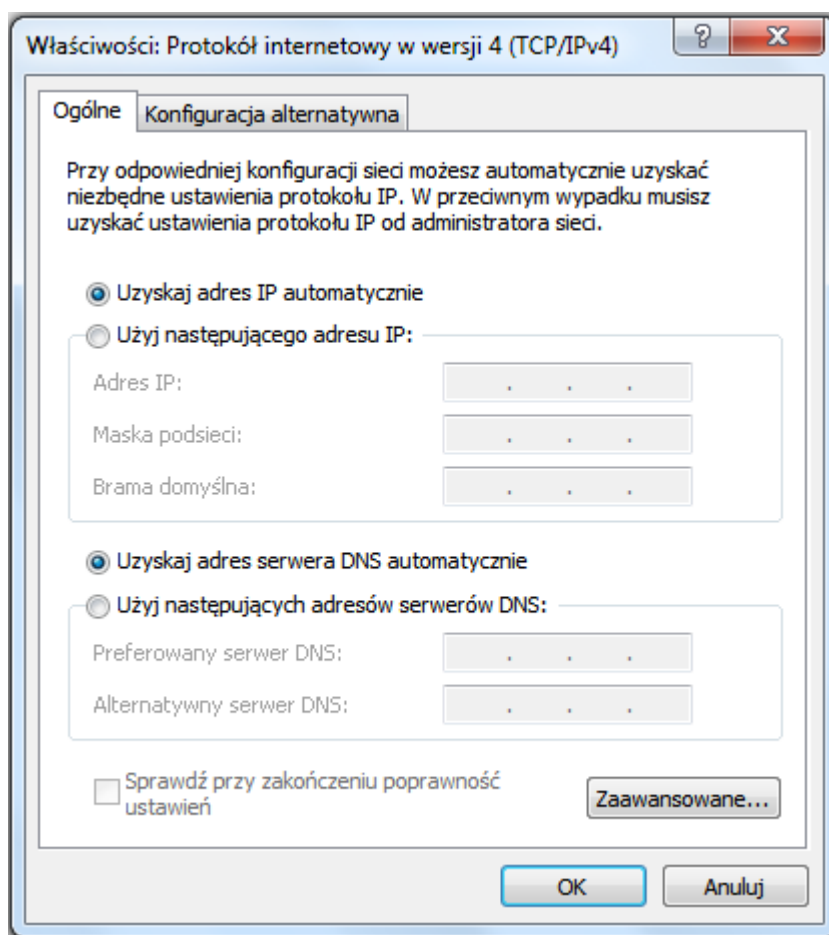 Właściwości: Protokół internetowy w wersji 4 (TCP/IPv4)
Ogólne
Konfiguracja alternatywna
Przy odpowiedniej konfiguracji sieci możesz automatycznie uzyskać
niezbędne ustawienia protokołu IP. W przeciwnym wypadku musisz
uzyskać ustawienia protokołu IP od administratora sieci.
Uzyskaj adres IP automatycznie
Użyj następującego adresu IP:
Adres IP:
Maska podsieci:
Brama domyślna:
Uzyskaj adres serwera DNS automatycznie
Użyj następujących adresów serwerów DNS:
Preferowany serwer DNS:
Alternatywny serwer DNS:
Sprawdź przy zakończeniu poprawność
ustawień
Zaawansowane...
OK
Anuluj